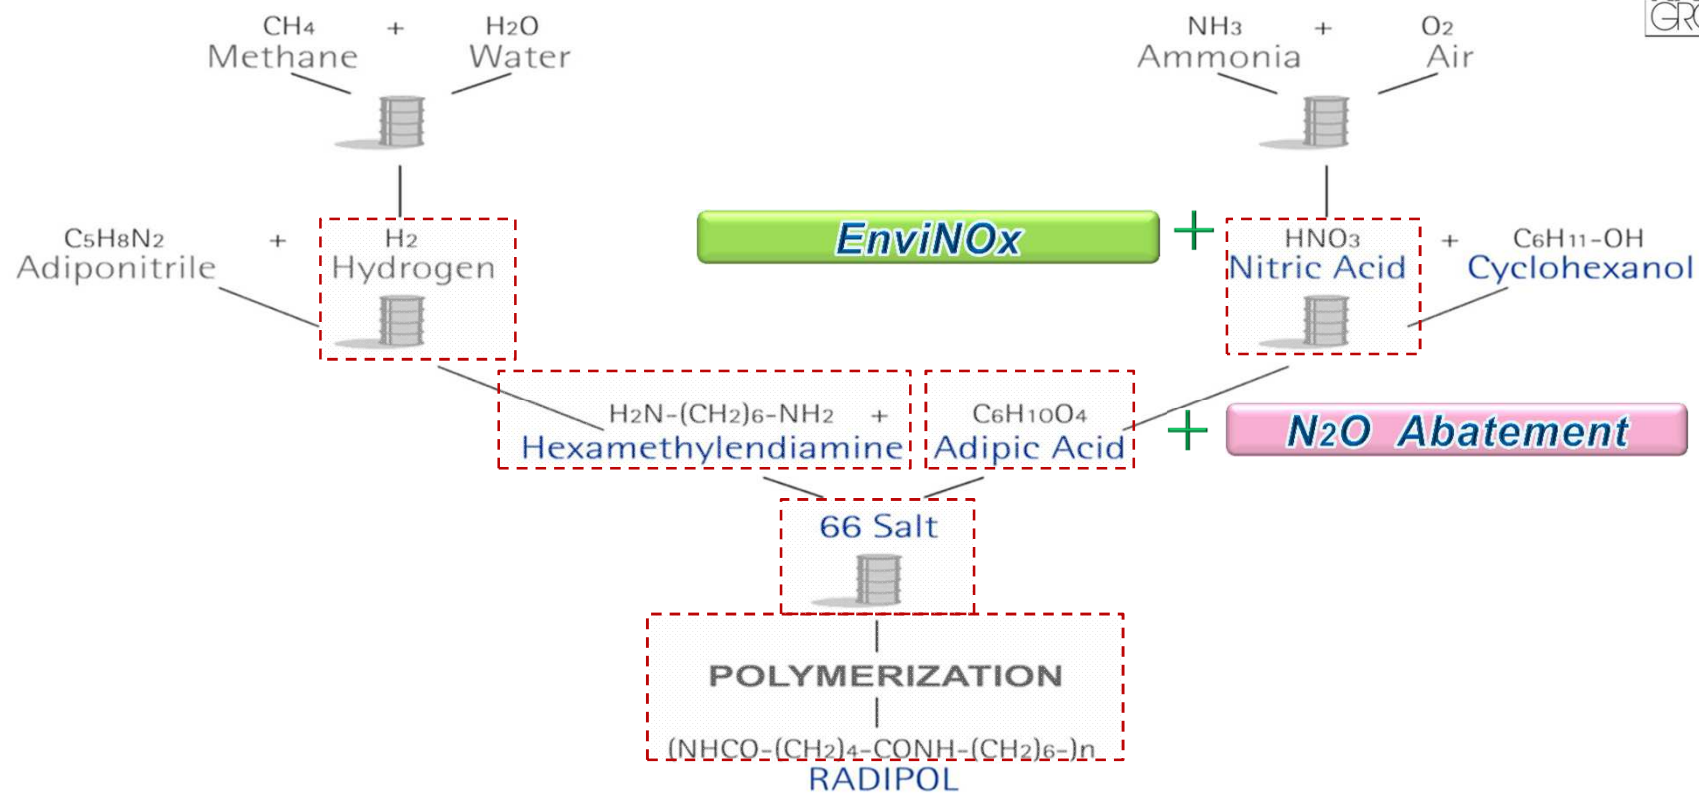 CH4 + H2O
Methane Water
NH3 + O2
Ammonia Air
C5H8N2 + H2
Adiponitrile Hydrogen
EnviNOx + HNO3 + C6H11-OH
Nitric Acid Cyclohexanol
H2N-(CH2)6-NH2 + C6H10O4
Hexamethylendiamine Adipic Acid + N2O Abatement
66 Salt
POLYMERIZATION
(NHCO-(CH2)4-CONH-(CH2)6-)n
RADIPOL